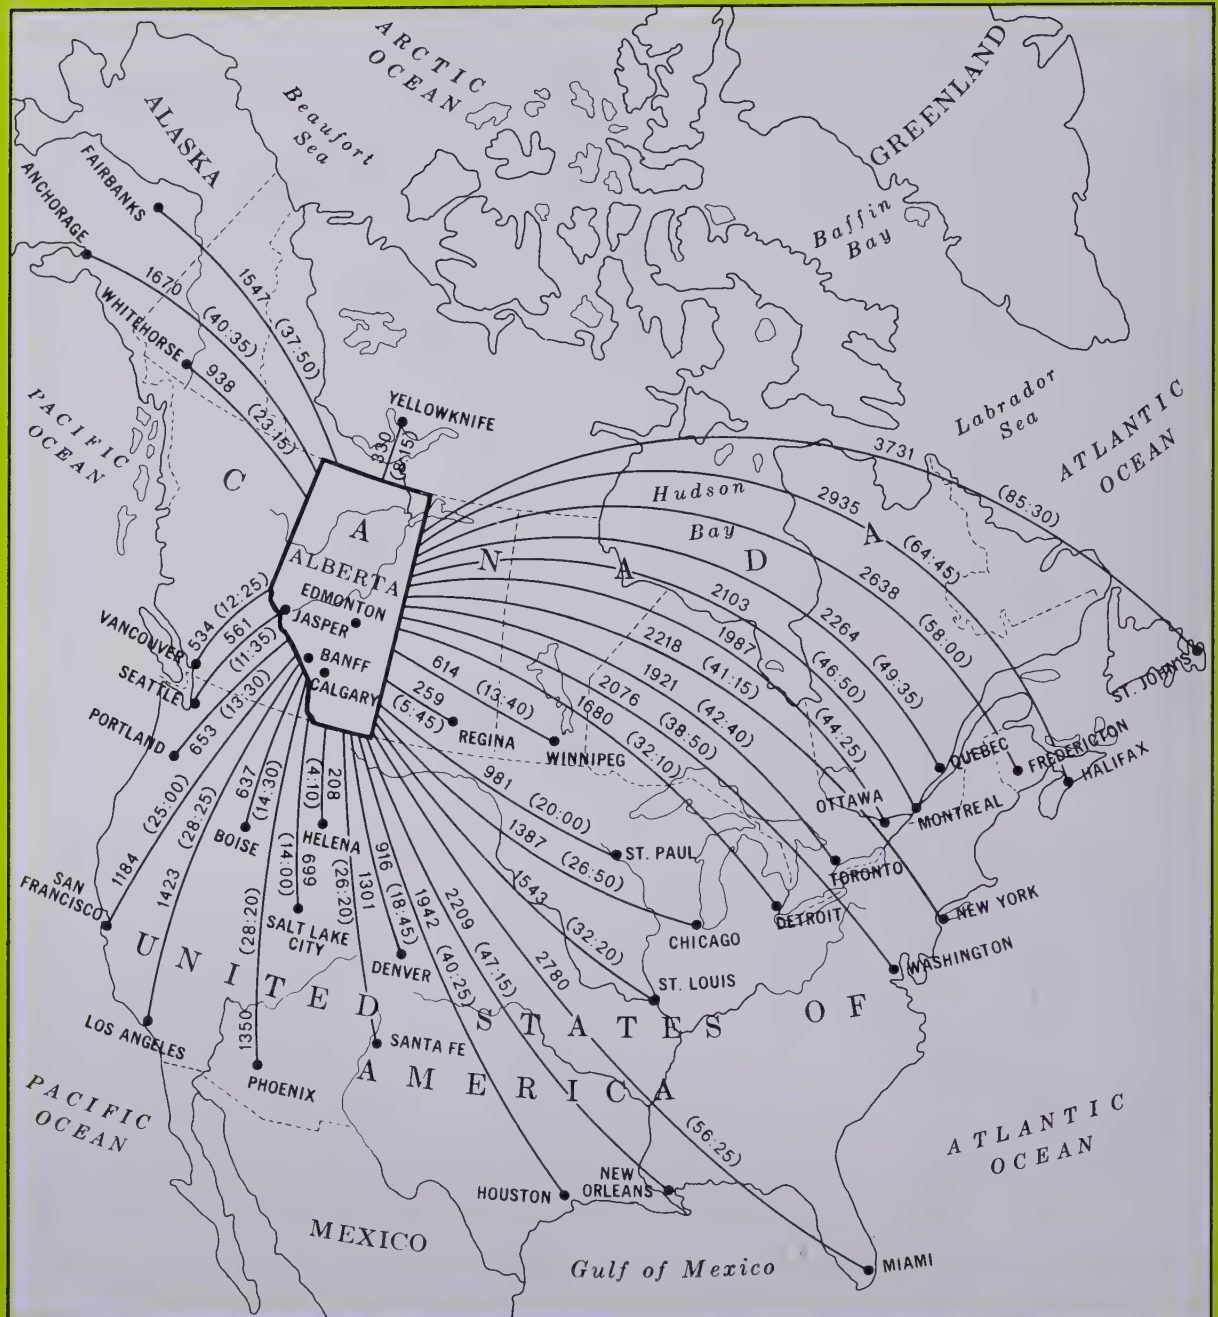 ARCTIC
OCEAN
GREENLAND
Beaufort
Sea
ALASKA
FAIRBANKS
ANCHORAGE
Baffin
Bay
1547
(37:50)
1670
(40:35)
WHITEHORSE
938
(23:15)
PACIFIC
OCEAN
YELLOWKNIFE
330
(8:15)
Labrador
Sea
ATLANTIC
OCEAN
3731
(85:30)
C A N A D A
Hudson
Bay
2935
(64:45)
2638
(58:00)
2264
(49:35)
2103
(46:50)
1987
(44:25)
2218
(41:15)
1921
(42:40)
2076
(38:50)
1680
(32:10)
614
(13:40)
259
(5:45)
ALBERTA
EDMONTON
JASPER
BANFF
CALGARY
534 (12:25)
VANCOUVER
561
(11:35)
SEATTLE
653
(13:30)
PORTLAND
REGINA
WINNIPEG
ST. JOHN'S
QUEBEC
FREDERICTON
HALIFAX
OTTAWA
MONTREAL
TORONTO
DETROIT
NEW YORK
WASHINGTON
981
(20:00)
ST. PAUL
1387
(26:50)
CHICAGO
1543
(32:20)
ST. LOUIS
637
(14:30)
BOISE
208
(4:10)
HELENA
699
(14:00)
SALT LAKE
CITY
1184
(25:00)
SAN
FRANCISCO
1423
(28:25)
LOS ANGELES
1350
(28:20)
PHOENIX
1301
(26:20)
SANTA FE
916
(18:45)
DENVER
1942
(40:25)
HOUSTON
2209
(47:15)
NEW
ORLEANS
2780
(56:25)
MIAMI
UNITED STATES OF
AMERICA
PACIFIC
OCEAN
ATLANTIC
OCEAN
MEXICO
Gulf of Mexico